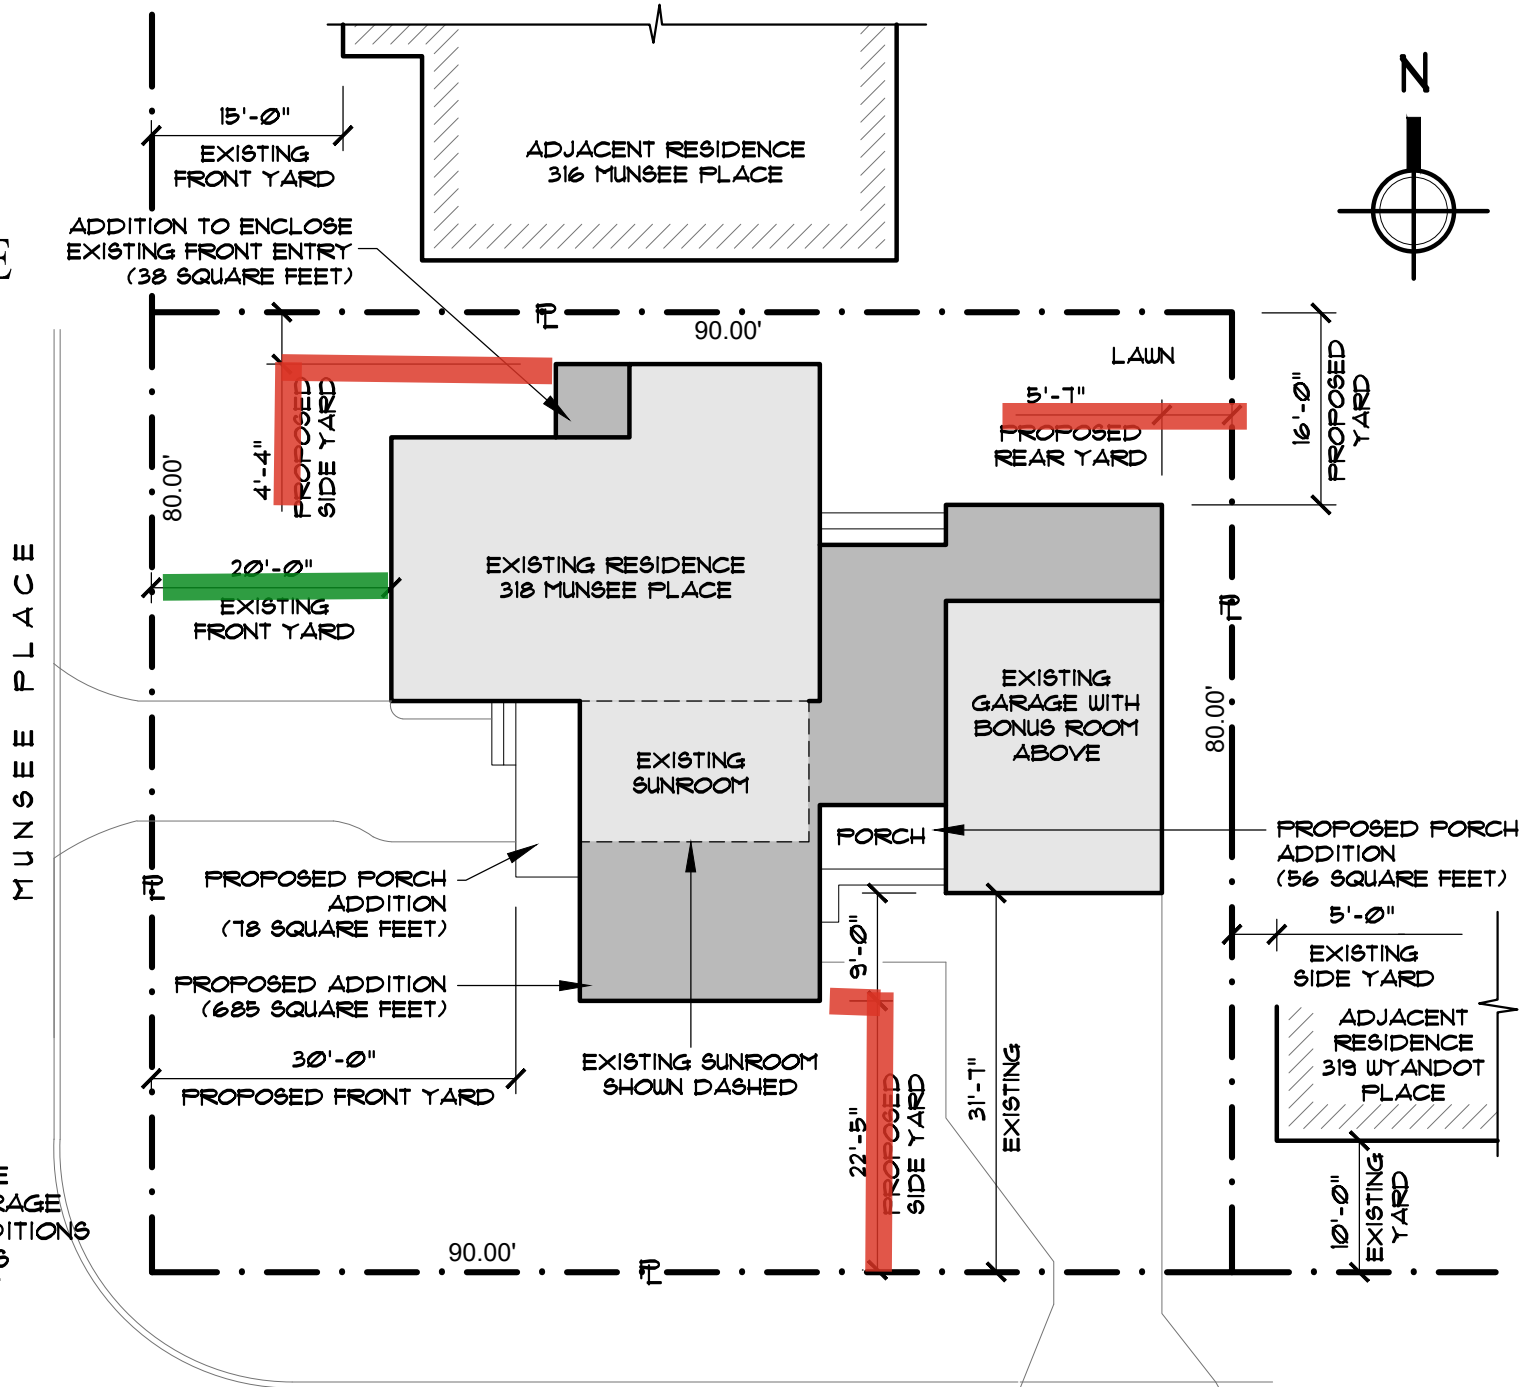 N
15'-0"
EXISTING
FRONT YARD
ADJACENT RESIDENCE
316 MUNSEE PLACE
ADDITION TO ENCLOSE
EXISTING FRONT ENTRY
(38 SQUARE FEET)
E
PL
90.00'
LAWN
4'-4"
PROPOSED
SIDE YARD
5'-7"
PROPOSED
REAR YARD
16'-0"
PROPOSED
YARD
80.00'
20'-0"
EXISTING
FRONT YARD
EXISTING RESIDENCE
318 MUNSEE PLACE
PL
MUNSEE PLACE
EXISTING
GARAGE WITH
BONUS ROOM
ABOVE
80.00'
EXISTING
SUNROOM
PORCH
PROPOSED PORCH
ADDITION
(56 SQUARE FEET)
PL
PROPOSED PORCH
ADDITION
(78 SQUARE FEET)
9'-0"
5'-0"
EXISTING
SIDE YARD
PROPOSED ADDITION
(685 SQUARE FEET)
ADJACENT
RESIDENCE
319 WYANDOT
PLACE
30'-0"
PROPOSED FRONT YARD
EXISTING SUNROOM
SHOWN DASHED
22'-5"
PROPOSED
SIDE YARD
31'-7"
EXISTING
10'-0"
EXISTING
YARD
E
RAGE
DITIONS
S
90.00'
PL